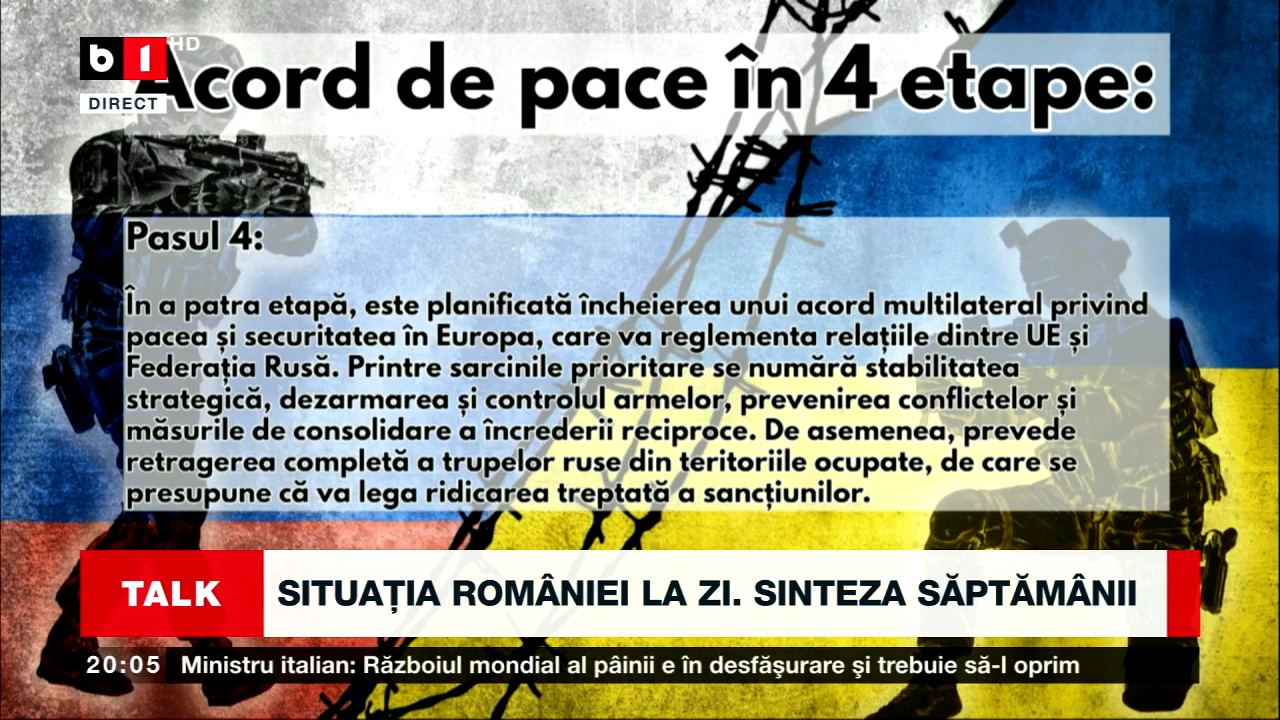 b1 HD
DIRECT
Acord de pace în 4 etape:
Pasul 4:
În a patra etapă, este planificată încheierea unui acord multilateral privind
pacea și securitatea în Europa, care va reglementa relațiile dintre UE și
Federația Rusă. Printre sarcinile prioritare se numără stabilitatea
strategică, dezarmarea și controlul armelor, prevenirea conflictelor și
măsurile de consolidare a încrederii reciproce. De asemenea, prevede
retragerea completă a trupelor ruse din teritoriile ocupate, de care se
presupune că va lega ridicarea treptată a sancțiunilor.
TALK SITUAȚIA ROMÂNIEI LA ZI. SINTEZA SĂPTĂMÂNII
20:05 Ministru italian: Războiul mondial al pâinii e în desfăşurare şi trebuie să-l oprim